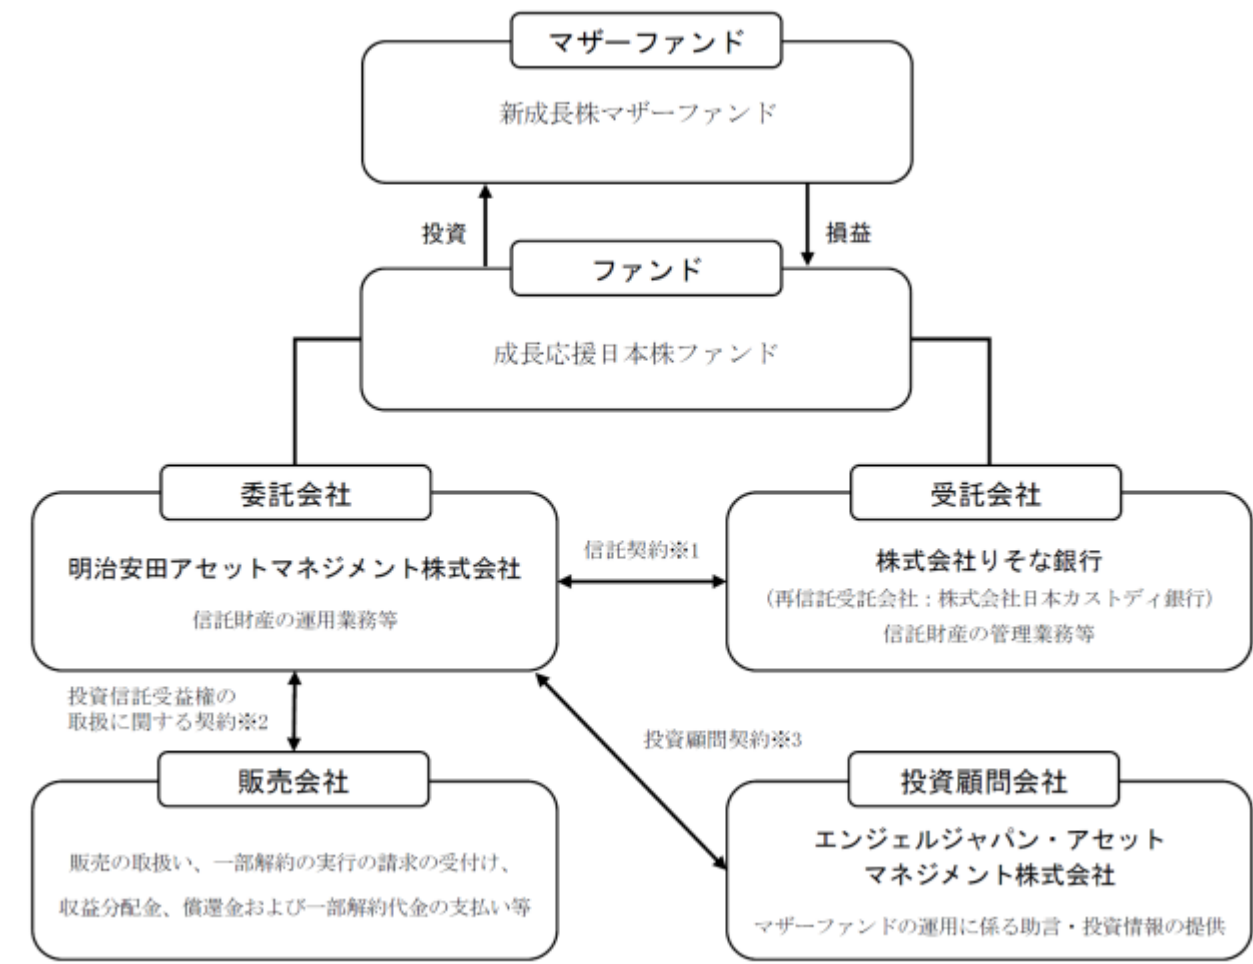 マザーファンド
新成長株マザーファンド
投資
損益
ファンド
成長応援日本株ファンド
委託会社
明治安田アセットマネジメント株式会社
信託財産の運用業務等
信託契約※1
受託会社
株式会社りそな銀行
(再信託受託会社:株式会社日本カストディ銀行)
信託財産の管理業務等
投資信託受益権の
取扱に関する契約※2
投資顧問契約※3
販売会社
販売の取扱い、一部解約の実行の請求の受付け、
収益分配金、償還金および一部解約代金の支払い等
投資顧問会社
エンジェルジャパン・アセット
マネジメント株式会社
マザーファンドの運用に係る助言・投資情報の提供